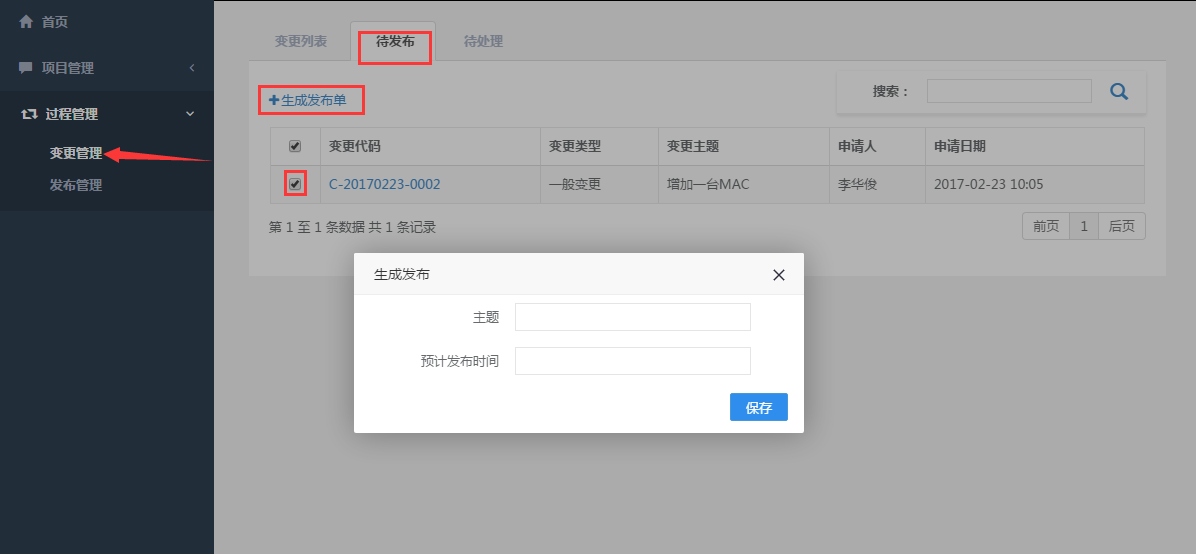 首页
项目管理
过程管理
变更管理
发布管理
变更列表 待发布 待处理
生成发布单
搜索：
变更代码 变更类型 变更主题 申请人 申请日期
C-20170223-0002 一般变更 增加一台MAC 李华俊 2017-02-23 10:05
第 1 至 1 条数据 共 1 条记录
前页 1 后页
生成发布
主题
预计发布时间
保存